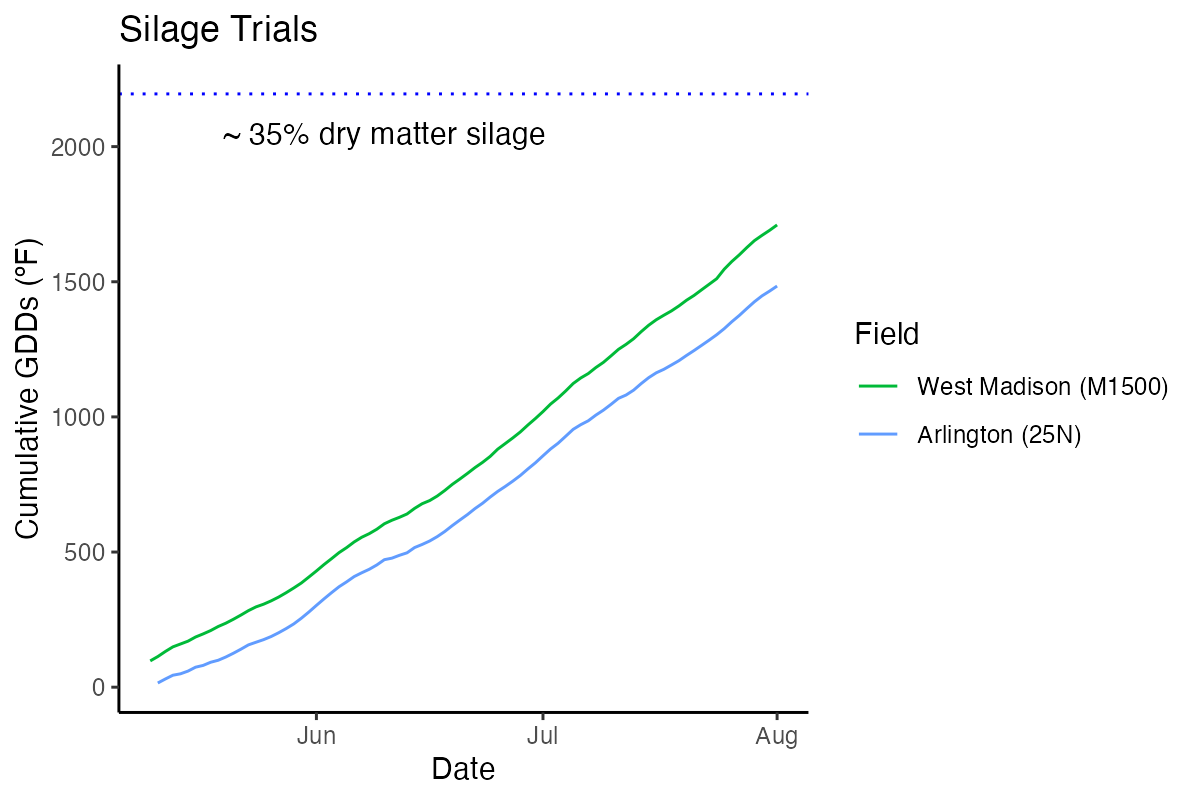 Silage Trials
~ 35% dry matter silage
2000
1500
1000
500
0
Cumulative GDDs (°F)
Jun Jul Aug
Date
Field
West Madison (M1500)
Arlington (25N)